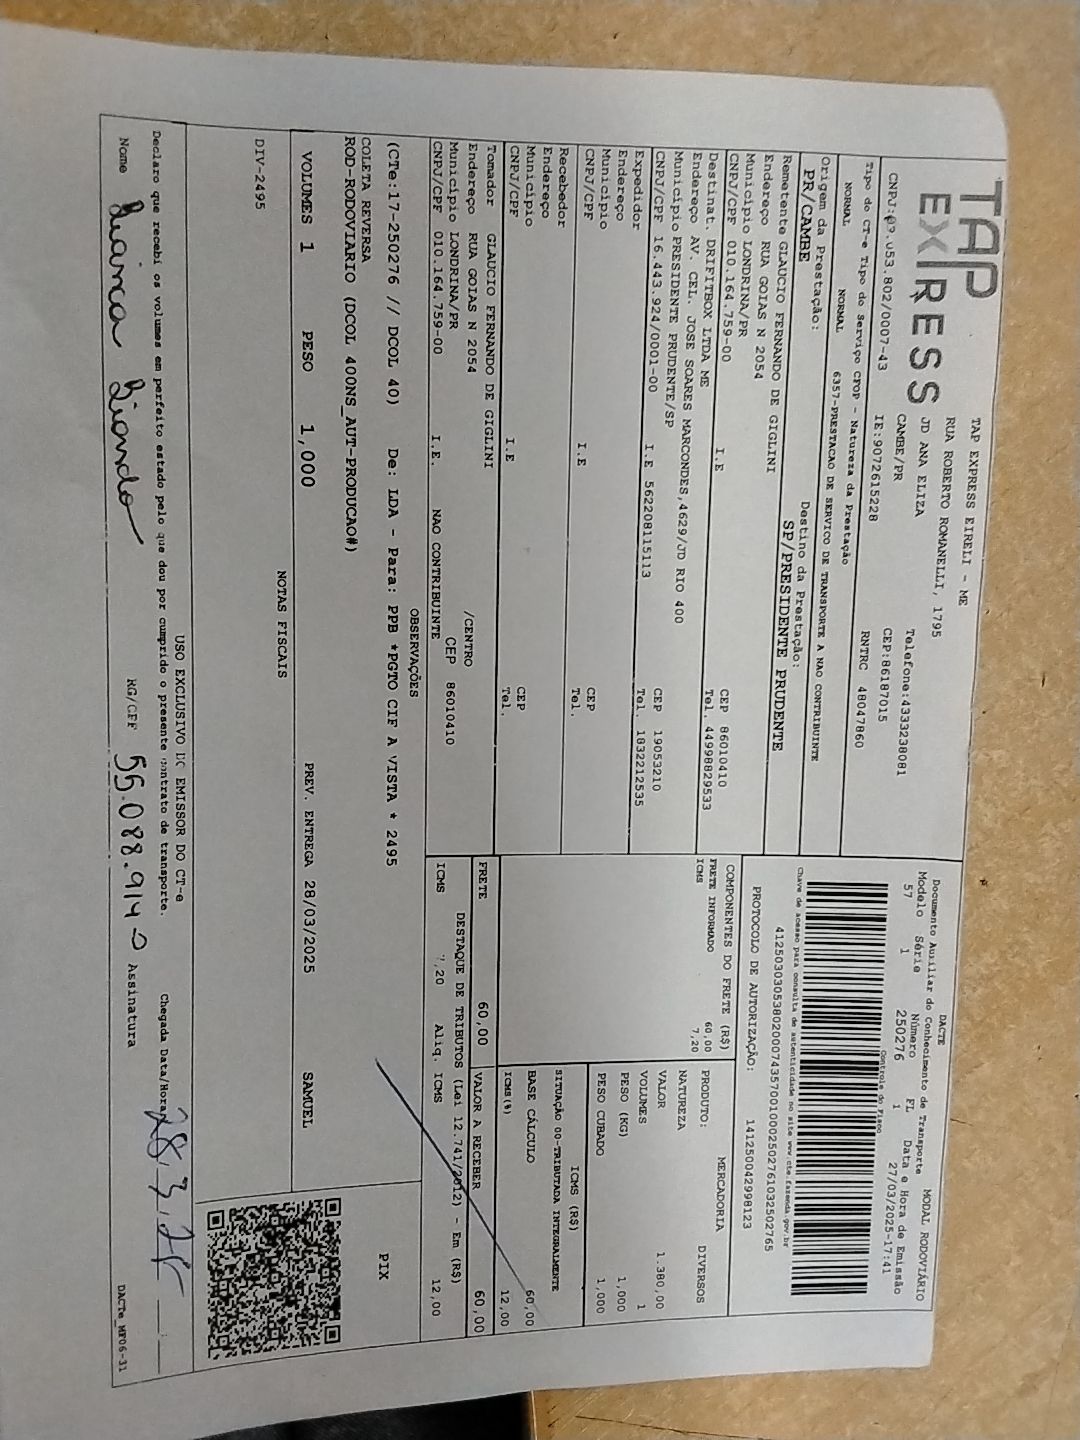 TAP
EXPRESS
TAP EXPRESS EIRELI - ME
RUA ROBERTO ROMANELLI, 1795
JD ANA ELIZA
CAMBE/PR
Telefone:4333238081
CEP:86187015
CNPJ:03.053.802/0007-43 IE:9072615228
RNTRC 48047860
Tipo do CT-e Tipo do Serviço CFOP - Natureza da Prestação
NORMAL NORMAL 6357-PRESTACAO DE SERVICO DE TRANSPORTE A NAO CONTRIBUINTE
Origem da Prestação: Destino da Prestação:
PR/CAMBE SP/PRESIDENTE PRUDENTE
DACTE MODAL RODOVIÁRIO
Documento Auxiliar do Conhecimento de Transporte
Modelo Série Número FL Data e Hora de Emissão
57 1 250276 1 27/03/2025-17:41
Controle do Fisco
Chave de acesso para consulta de autenticidade no site www.cte.fazenda.gov.br
41250303053802000743570010002502761032502765
PROTOCOLO DE AUTORIZAÇÃO: 141250042998123
Remetente GLAUCIO FERNANDO DE GIGLINI
Endereço RUA GOIAS N 2054
Município LONDRINA/PR CEP 86010410
CNPJ/CPF 010.164.759-00 I.E Tel. 44998829533
Destinat. DRIFITBOX LTDA ME
Endereço AV. CEL. JOSE SOARES MARCONDES,4629/JD RIO 400
Município PRESIDENTE PRUDENTE/SP CEP 19053210
CNPJ/CPF 16.443.924/0001-00 I.E 562208115113 Tel. 1832212535
Expedidor
Endereço
Município CEP
CNPJ/CPF I.E Tel.
Recebedor
Endereço
Município CEP
CNPJ/CPF I.E Tel.
Tomador GLAUCIO FERNANDO DE GIGLINI
Endereço RUA GOIAS N 2054 /CENTRO
Município LONDRINA/PR CEP 86010410
CNPJ/CPF 010.164.759-00 I.E. NAO CONTRIBUINTE
COMPONENTES DO FRETE (R$)
FRETE INFORMADO 60,00
ICMS 7,20
PRODUTO: MERCADORIA
NATUREZA DIVERSOS
VALOR 1.380,00
VOLUMES 1
PESO (KG) 1,000
PESO CUBADO 1,000
ICMS (R$)
SITUAÇÃO 00-TRIBUTADA INTEGRALMENTE
BASE CÁLCULO 60,00
ICMS(%) 12,00
FRETE 60,00 VALOR A RECEBER 60,00
DESTAQUE DE TRIBUTOS (Lei 12.741/2012) - Em (R$)
ICMS 7,20 Aliq. ICMS 12,00
OBSERVAÇÕES
(CTe:17-250276 // DCOL 40) De: LDA - Para: PPB *PGTO CIF A VISTA * 2495
COLETA REVERSA
ROD-RODOVIARIO (DCOL 400NS_AUT-PRODUCAO#)
PIX
VOLUMES 1 PESO 1,000 PREV. ENTREGA 28/03/2025 SAMUEL
NOTAS FISCAIS
DIV-2495
USO EXCLUSIVO DO EMISSOR DO CT-e
Declaro que recebi os volumes em perfeito estado pelo que dou por cumprido o presente contrato de transporte. Chegada Data/Hora 28.3.25
Nome RG/CPF 55.088.914 Assinatura
DACTe_MF06-31